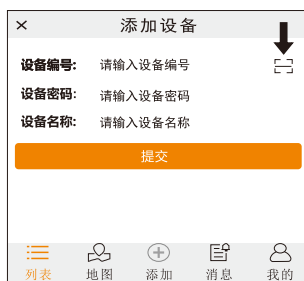 × 添加设备
设备编号: 请输入设备编号
设备密码: 请输入设备密码
设备名称: 请输入设备名称
提交
列表 地图 添加 消息 我的